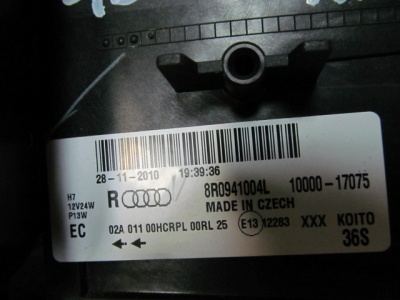 28-11-2010 19:39:36
H7
12V24W
P13W
R 8R0941004L 10000-17075
MADE IN CZECH
EC 02A 011 00HCRPL 00RL 25 E13 12283 XXX KOITO
36S